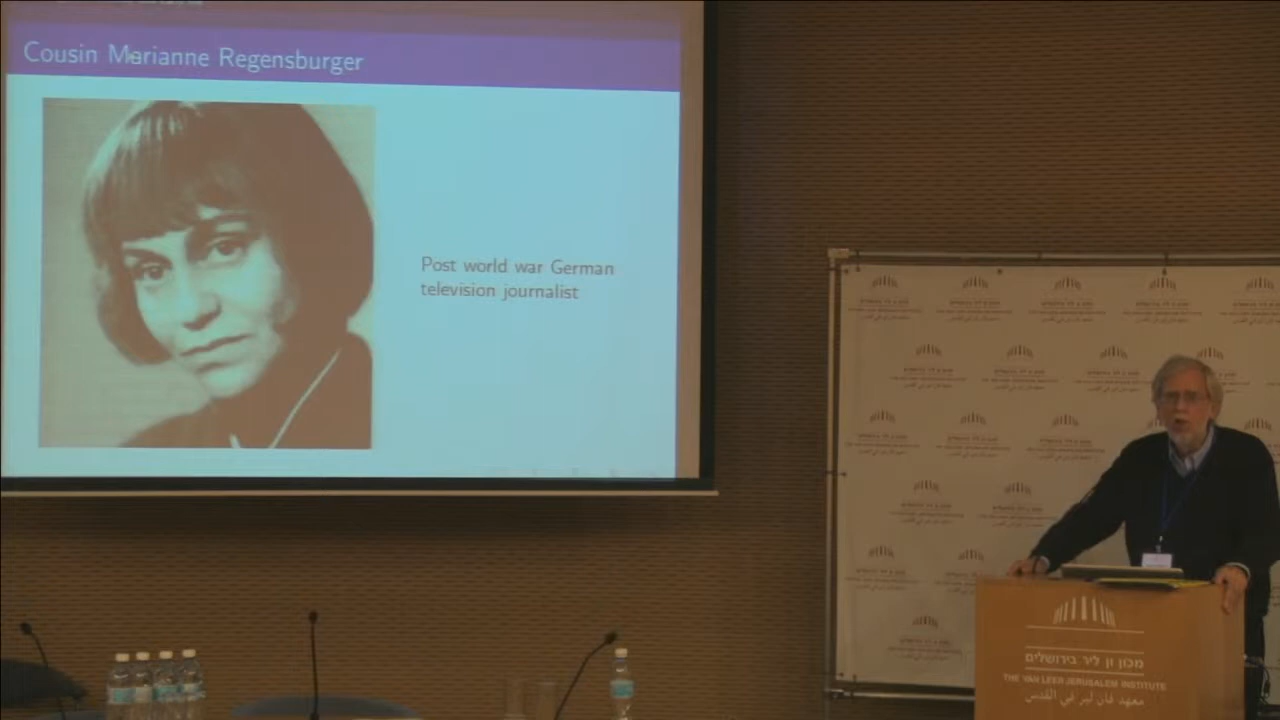 Cousin Marianne Regensburger
Post world war German
television journalist
מכון ון ליר בירושלים
THE VAN LEER JERUSALEM INSTITUTE
معهد فان لير في القدس